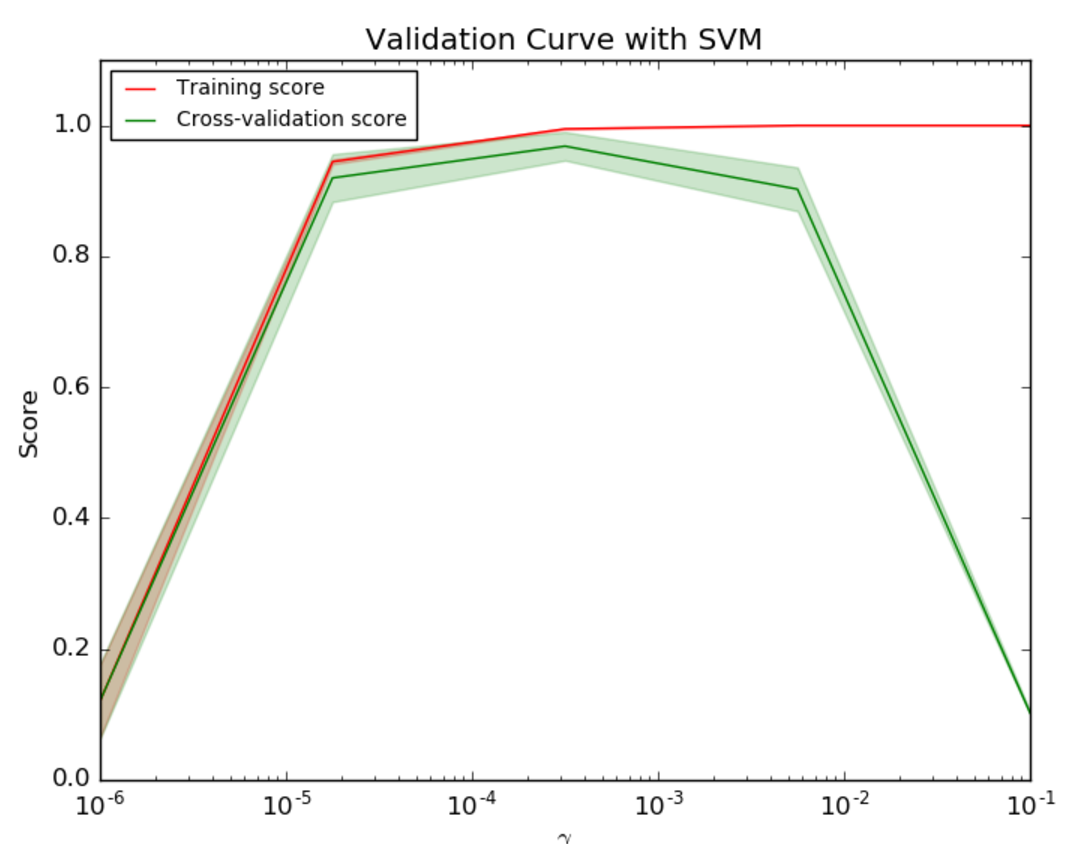 Validation Curve with SVM
Training score
Cross-validation score
1.0
0.8
0.6
0.4
0.2
0.0
Score
10⁻⁶ 10⁻⁵ 10⁻⁴ 10⁻³ 10⁻² 10⁻¹
γ